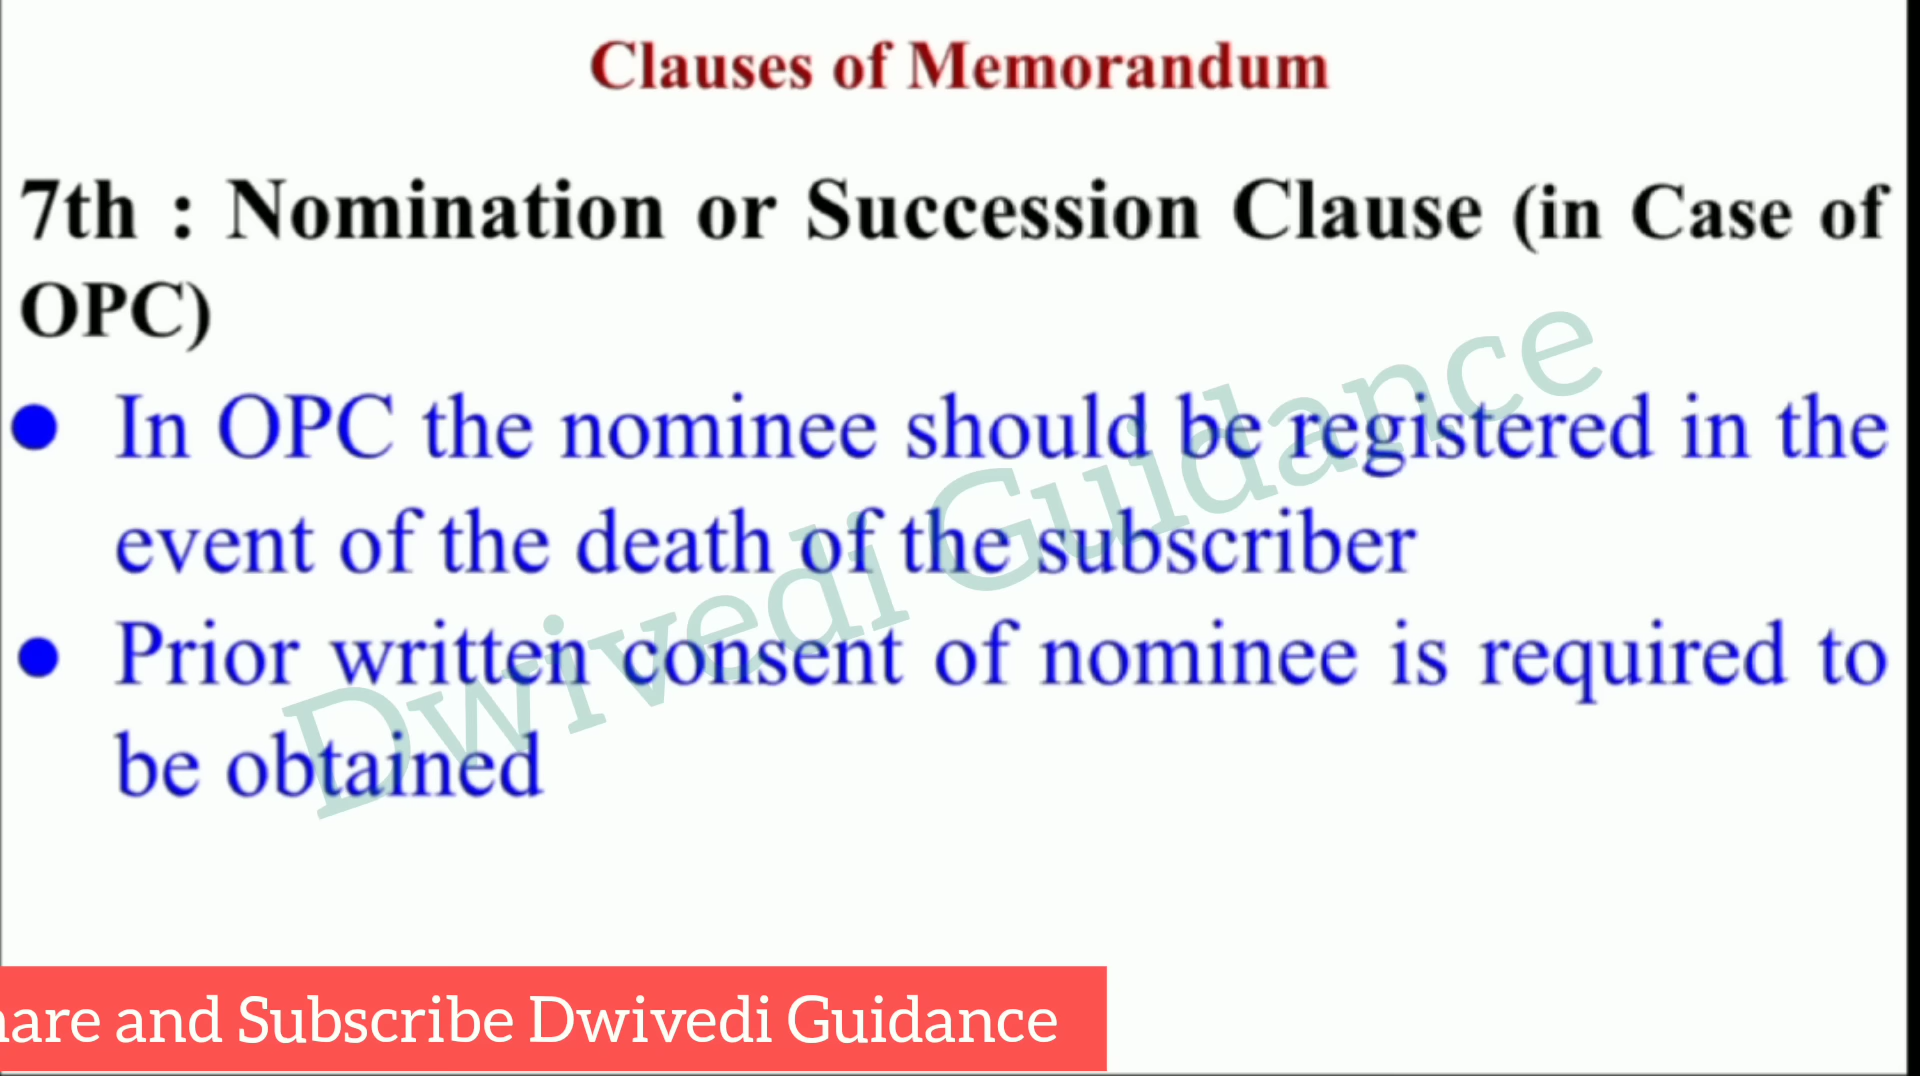 Clauses of Memorandum
7th : Nomination or Succession Clause (in Case of
OPC)
● In OPC the nominee should be registered in the
event of the death of the subscriber
● Prior written consent of nominee is required to
be obtained
Dwivedi Guidance
hare and Subscribe Dwivedi Guidance